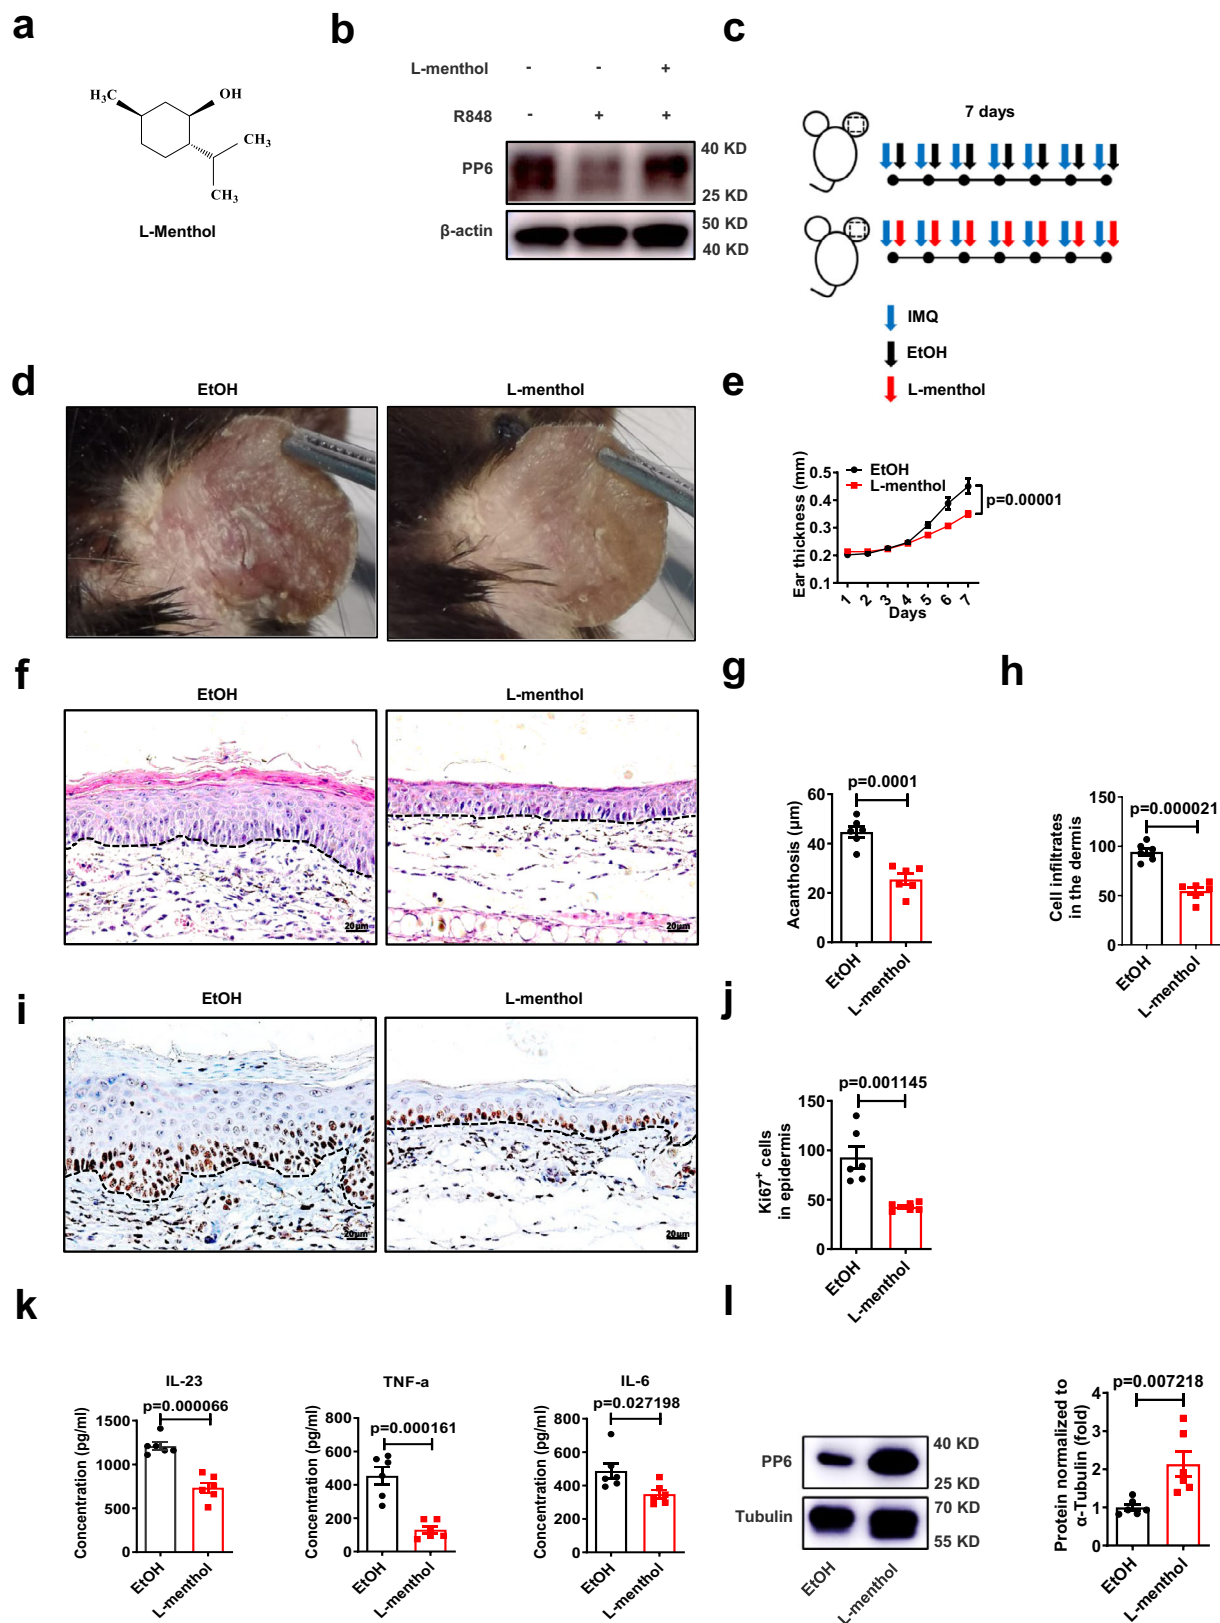 a
H₃C
OH
CH₃
CH₃
L-Menthol
b
L-menthol - - +
R848 - + +
PP6
40 KD
25 KD
β-actin
50 KD
40 KD
c
7 days
IMQ
EtOH
L-menthol
d
EtOH
L-menthol
e
EtOH
L-menthol
Ear thickness (mm)
0.5
0.4
0.3
0.2
0.1
p=0.00001
1 2 3 4 5 6 7
Days
f
EtOH
L-menthol
20μm
20μm
g
p=0.0001
Acanthosis (μm)
60
40
20
0
EtOH
L-menthol
h
p=0.000021
Cell infiltrates
in the dermis
150
100
50
0
EtOH
L-menthol
i
EtOH
L-menthol
20μm
20μm
j
p=0.001145
Ki67⁺ cells
in epidermis
150
100
50
0
EtOH
L-menthol
k
IL-23
p=0.000066
Concentration (pg/ml)
1500
1000
500
0
EtOH
L-menthol
TNF-a
p=0.000161
Concentration (pg/ml)
800
600
400
200
0
EtOH
L-menthol
IL-6
p=0.027198
Concentration (pg/ml)
800
600
400
200
0
EtOH
L-menthol
l
PP6
40 KD
25 KD
Tubulin
70 KD
55 KD
EtOH
L-menthol
p=0.007218
Protein normalized to
α-Tubulin (fold)
4
3
2
1
0
EtOH
L-menthol